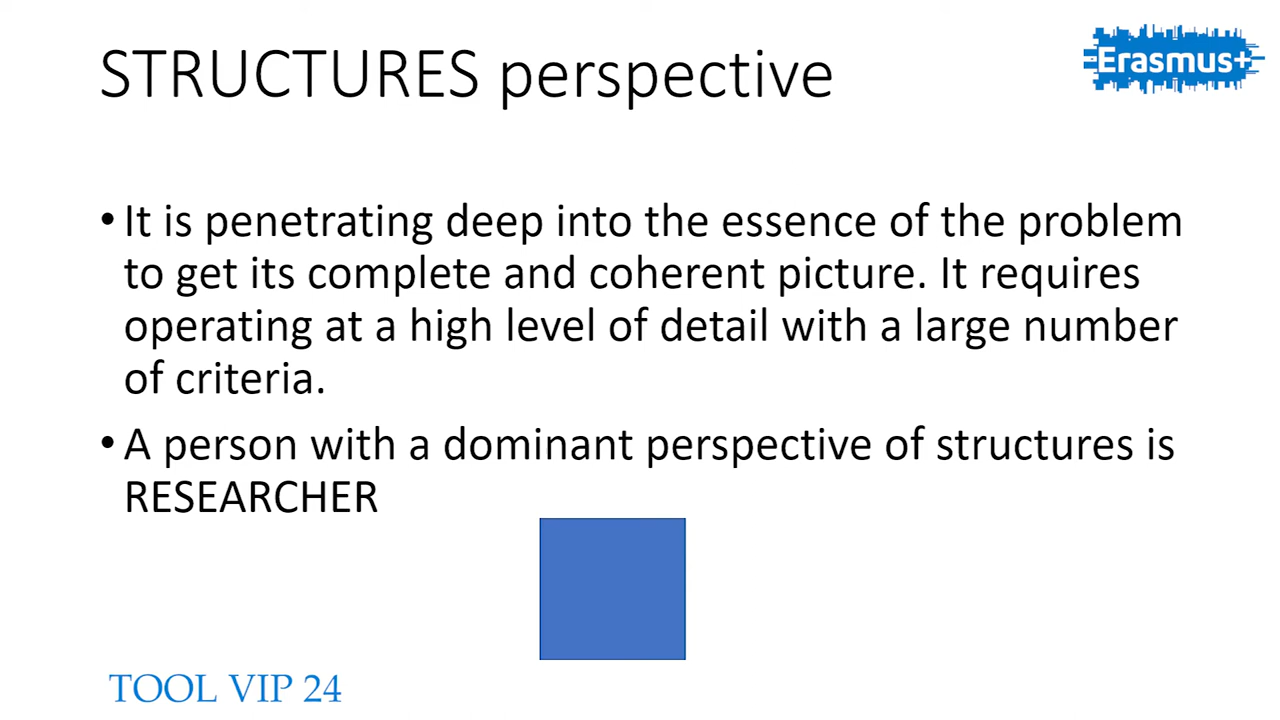 STRUCTURES perspective
Erasmus+
• It is penetrating deep into the essence of the problem
to get its complete and coherent picture. It requires
operating at a high level of detail with a large number
of criteria.
• A person with a dominant perspective of structures is
RESEARCHER
TOOL VIP 24